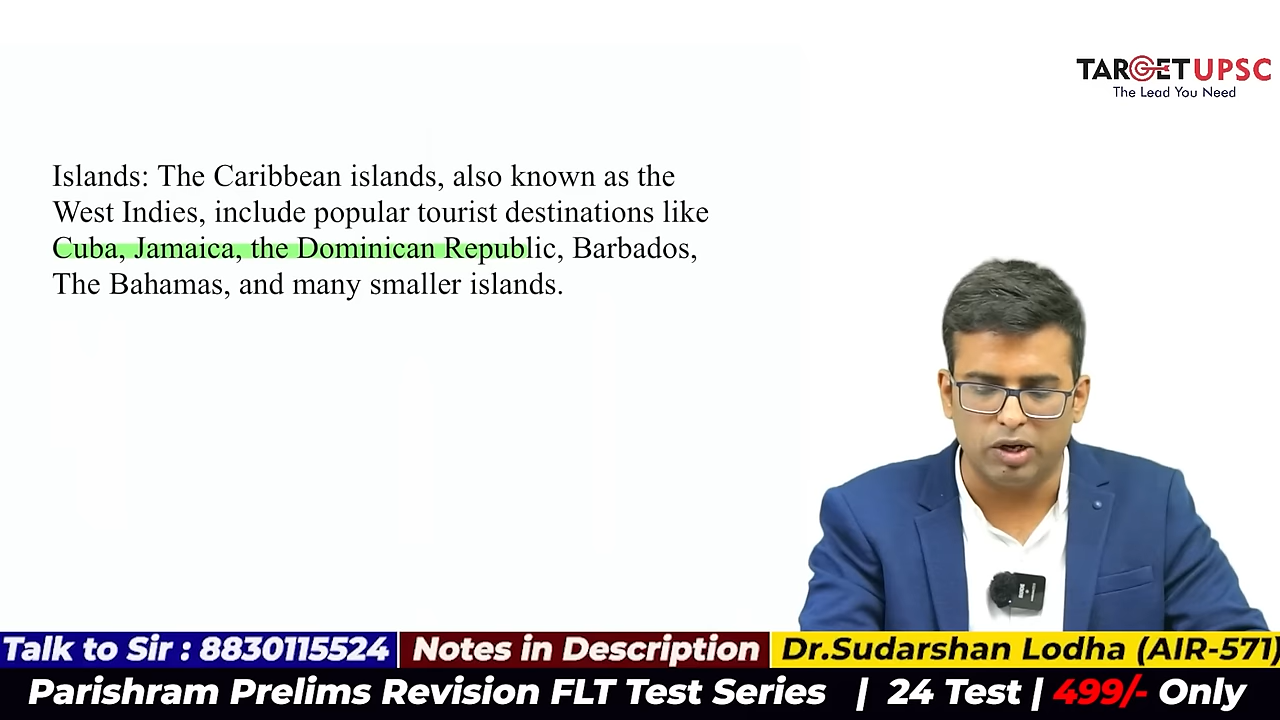 TARGET UPSC
The Lead You Need
Islands: The Caribbean islands, also known as the
West Indies, include popular tourist destinations like
Cuba, Jamaica, the Dominican Republic, Barbados,
The Bahamas, and many smaller islands.
Talk to Sir : 8830115524 Notes in Description Dr.Sudarshan Lodha (AIR-571)
Parishram Prelims Revision FLT Test Series | 24 Test | 499/- Only